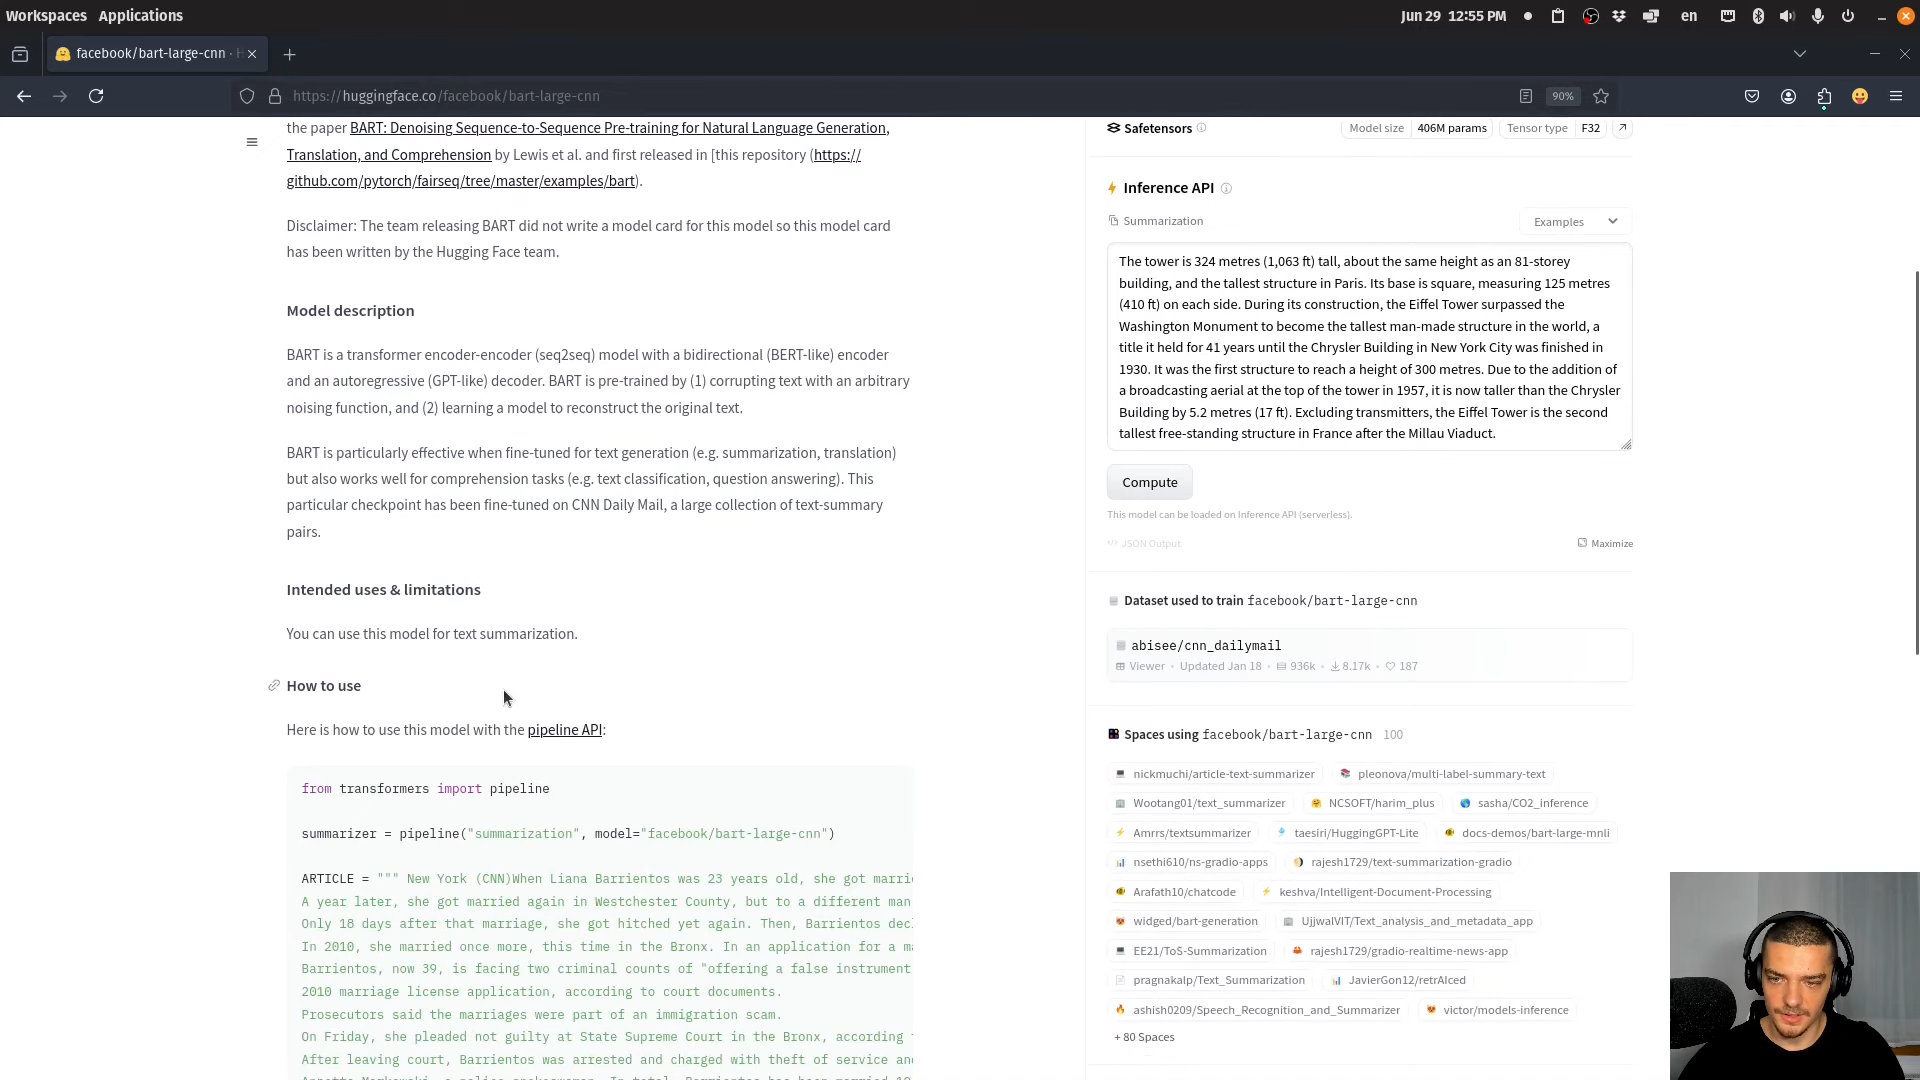 Workspaces Applications
Jun 29 12:55 PM
en
facebook/bart-large-cnn · H
https://huggingface.co/facebook/bart-large-cnn
90%
the paper BART: Denoising Sequence-to-Sequence Pre-training for Natural Language Generation,
Translation, and Comprehension by Lewis et al. and first released in [this repository (https://
github.com/pytorch/fairseq/tree/master/examples/bart).
Disclaimer: The team releasing BART did not write a model card for this model so this model card
has been written by the Hugging Face team.
Model description
BART is a transformer encoder-encoder (seq2seq) model with a bidirectional (BERT-like) encoder
and an autoregressive (GPT-like) decoder. BART is pre-trained by (1) corrupting text with an arbitrary
noising function, and (2) learning a model to reconstruct the original text.
BART is particularly effective when fine-tuned for text generation (e.g. summarization, translation)
but also works well for comprehension tasks (e.g. text classification, question answering). This
particular checkpoint has been fine-tuned on CNN Daily Mail, a large collection of text-summary
pairs.
Intended uses & limitations
You can use this model for text summarization.
How to use
Here is how to use this model with the pipeline API:
from transformers import pipeline
summarizer = pipeline("summarization", model="facebook/bart-large-cnn")
ARTICLE = """ New York (CNN)When Liana Barrientos was 23 years old, she got marri
A year later, she got married again in Westchester County, but to a different man
Only 18 days after that marriage, she got hitched yet again. Then, Barrientos decl
In 2010, she married once more, this time in the Bronx. In an application for a ma
Barrientos, now 39, is facing two criminal counts of "offering a false instrument
2010 marriage license application, according to court documents.
Prosecutors said the marriages were part of an immigration scam.
On Friday, she pleaded not guilty at State Supreme Court in the Bronx, according
After leaving court, Barrientos was arrested and charged with theft of service an
Safetensors
Model size 406M params
Tensor type F32
Inference API
Summarization
Examples
The tower is 324 metres (1,063 ft) tall, about the same height as an 81-storey
building, and the tallest structure in Paris. Its base is square, measuring 125 metres
(410 ft) on each side. During its construction, the Eiffel Tower surpassed the
Washington Monument to become the tallest man-made structure in the world, a
title it held for 41 years until the Chrysler Building in New York City was finished in
1930. It was the first structure to reach a height of 300 metres. Due to the addition of
a broadcasting aerial at the top of the tower in 1957, it is now taller than the Chrysler
Building by 5.2 metres (17 ft). Excluding transmitters, the Eiffel Tower is the second
tallest free-standing structure in France after the Millau Viaduct.
Compute
This model can be loaded on Inference API (serverless).
JSON Output
Maximize
Dataset used to train facebook/bart-large-cnn
abisee/cnn_dailymail
Viewer • Updated Jan 18 • 936k • 8.17k • 187
Spaces using facebook/bart-large-cnn 100
nickmuchi/article-text-summarizer pleonova/multi-label-summary-text
Wootang01/text_summarizer NCSOFT/harim_plus sasha/CO2_inference
Amrrs/textsummarizer taesiri/HuggingGPT-Lite docs-demos/bart-large-mnli
nsethi610/ns-gradio-apps rajesh1729/text-summarization-gradio
Arafath10/chatcode keshva/Intelligent-Document-Processing
widged/bart-generation UjjwalVIT/Text_analysis_and_metadata_app
EE21/ToS-Summarization rajesh1729/gradio-realtime-news-app
pragnakalp/Text_Summarization JavierGon12/retrAIced
ashish0209/Speech_Recognition_and_Summarizer victor/models-inference
+ 80 Spaces